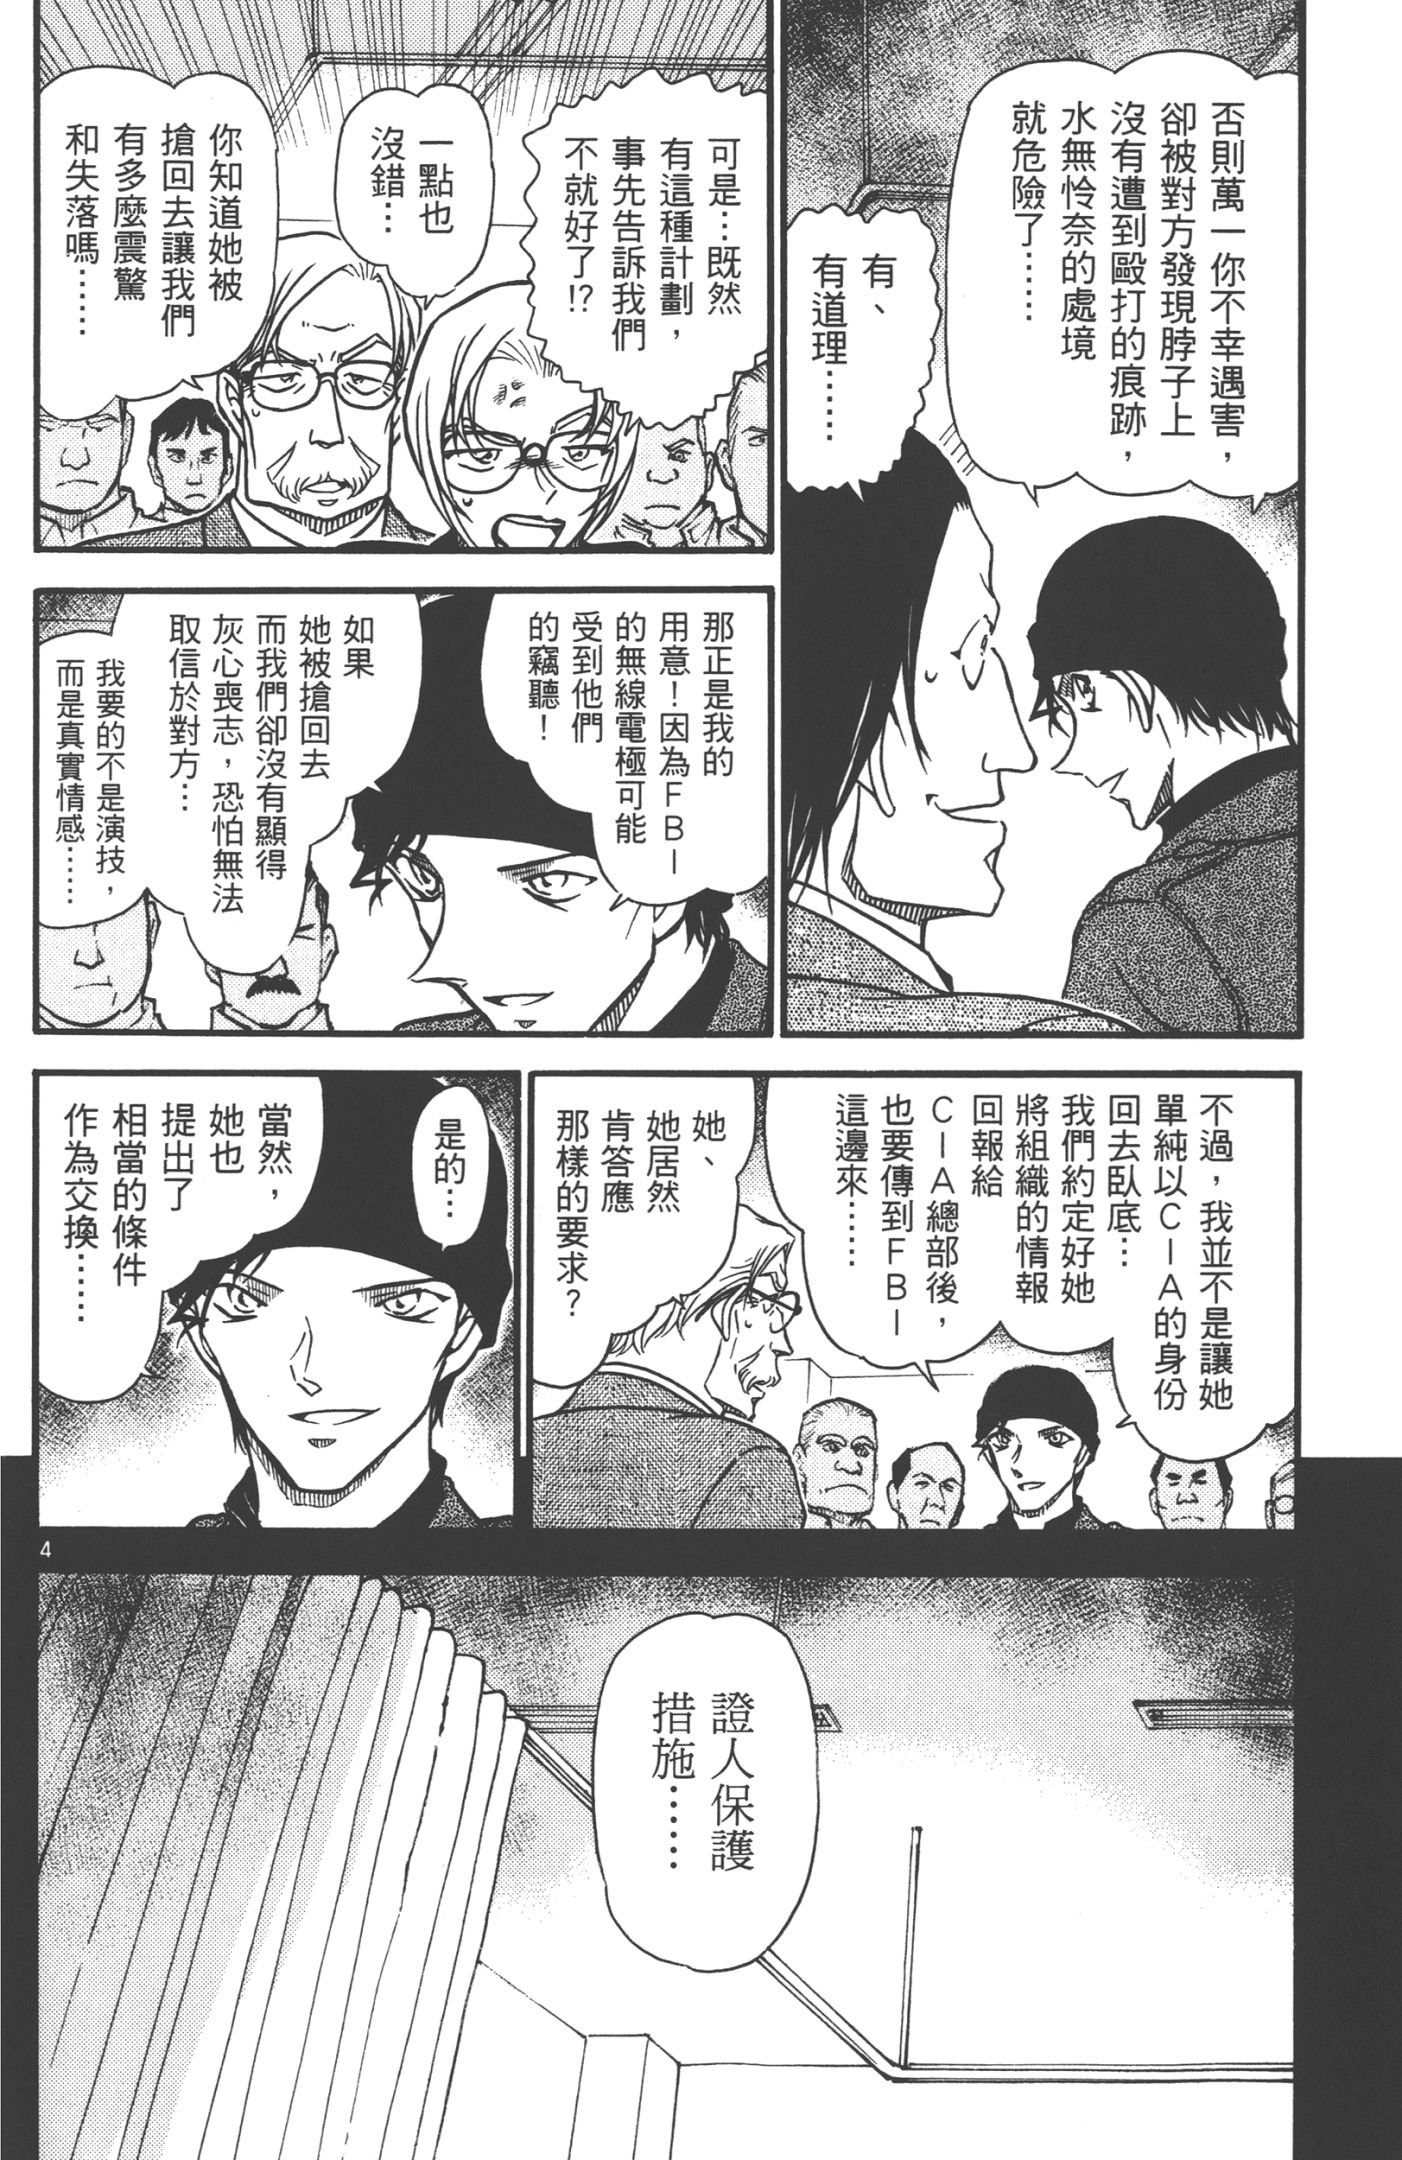 否則萬一你不幸遇害，
卻被對方發現脖子上
沒有遭到毆打的痕跡，
水無怜奈的處境
就危險了……
有、
有道理……
可是…既然
有這種計劃，
事先告訴我們
不就好了!?
一點也
沒錯…
你知道她被
搶回去讓我們
有多麼震驚
和失落嗎……
那正是我的
用意！因為FBI
的無線電極可能
受到他們
的竊聽！
如果
她被搶回去
而我們卻沒有顯得
灰心喪志，恐怕無法
取信於對方…
我要的不是演技，
而是真實情感……
不過，我並不是讓她
單純以CIA的身份
回去臥底…
我們約定好她
將組織的情報
回報給
CIA總部後，
也要傳到FBI
這邊來……
她、
她居然
肯答應
那樣的要求？
是的…
當然，
她也
提出了
相當的條件
作為交換……
4
證人保護
措施……